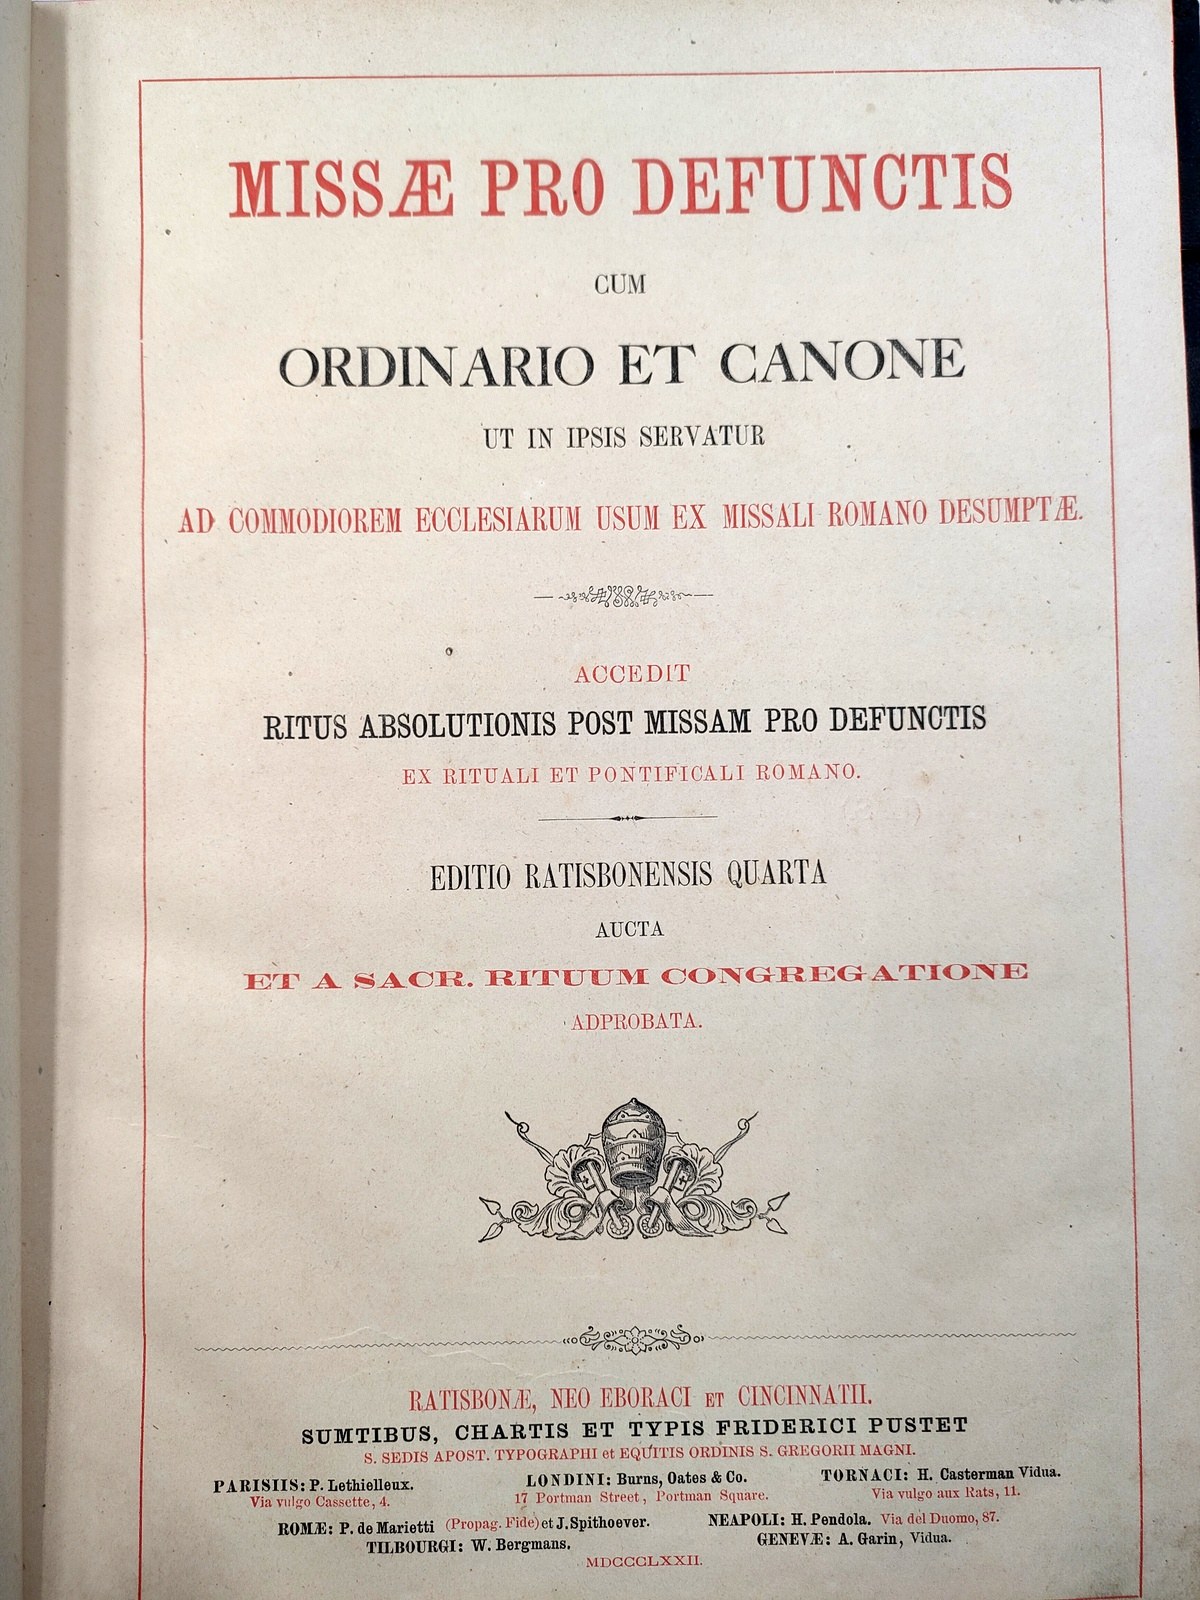 MISSÆ PRO DEFUNCTIS
CUM
ORDINARIO ET CANONE
UT IN IPSIS SERVATUR
AD COMMODIOREM ECCLESIARUM USUM EX MISSALI ROMANO DESUMPTÆ.
ACCEDIT
RITUS ABSOLUTIONIS POST MISSAM PRO DEFUNCTIS
EX RITUALI ET PONTIFICALI ROMANO.
EDITIO RATISBONENSIS QUARTA
AUCTA
ET A SACR. RITUUM CONGREGATIONE
ADPROBATA.
RATISBONÆ, NEO EBORACI ET CINCINNATII.
SUMTIBUS, CHARTIS ET TYPIS FRIDERICI PUSTET
S. SEDIS APOST. TYPOGRAPHI et EQUITIS ORDINIS S. GREGORII MAGNI.
PARISIIS: P. Lethielleux. LONDINI: Burns, Oates & Co. TORNACI: H. Casterman Vidua.
Via vulgo Cassette, 4. 17 Portman Street, Portman Square. Via vulgo aux Rats, 11.
ROMÆ: P. de Marietti (Propag. Fide) et J. Spithoever. NEAPOLI: H. Pendola. Via del Duomo, 87.
TILBOURGI: W. Bergmans. GENEVÆ: A. Garin, Vidua.
MDCCCLXXII.